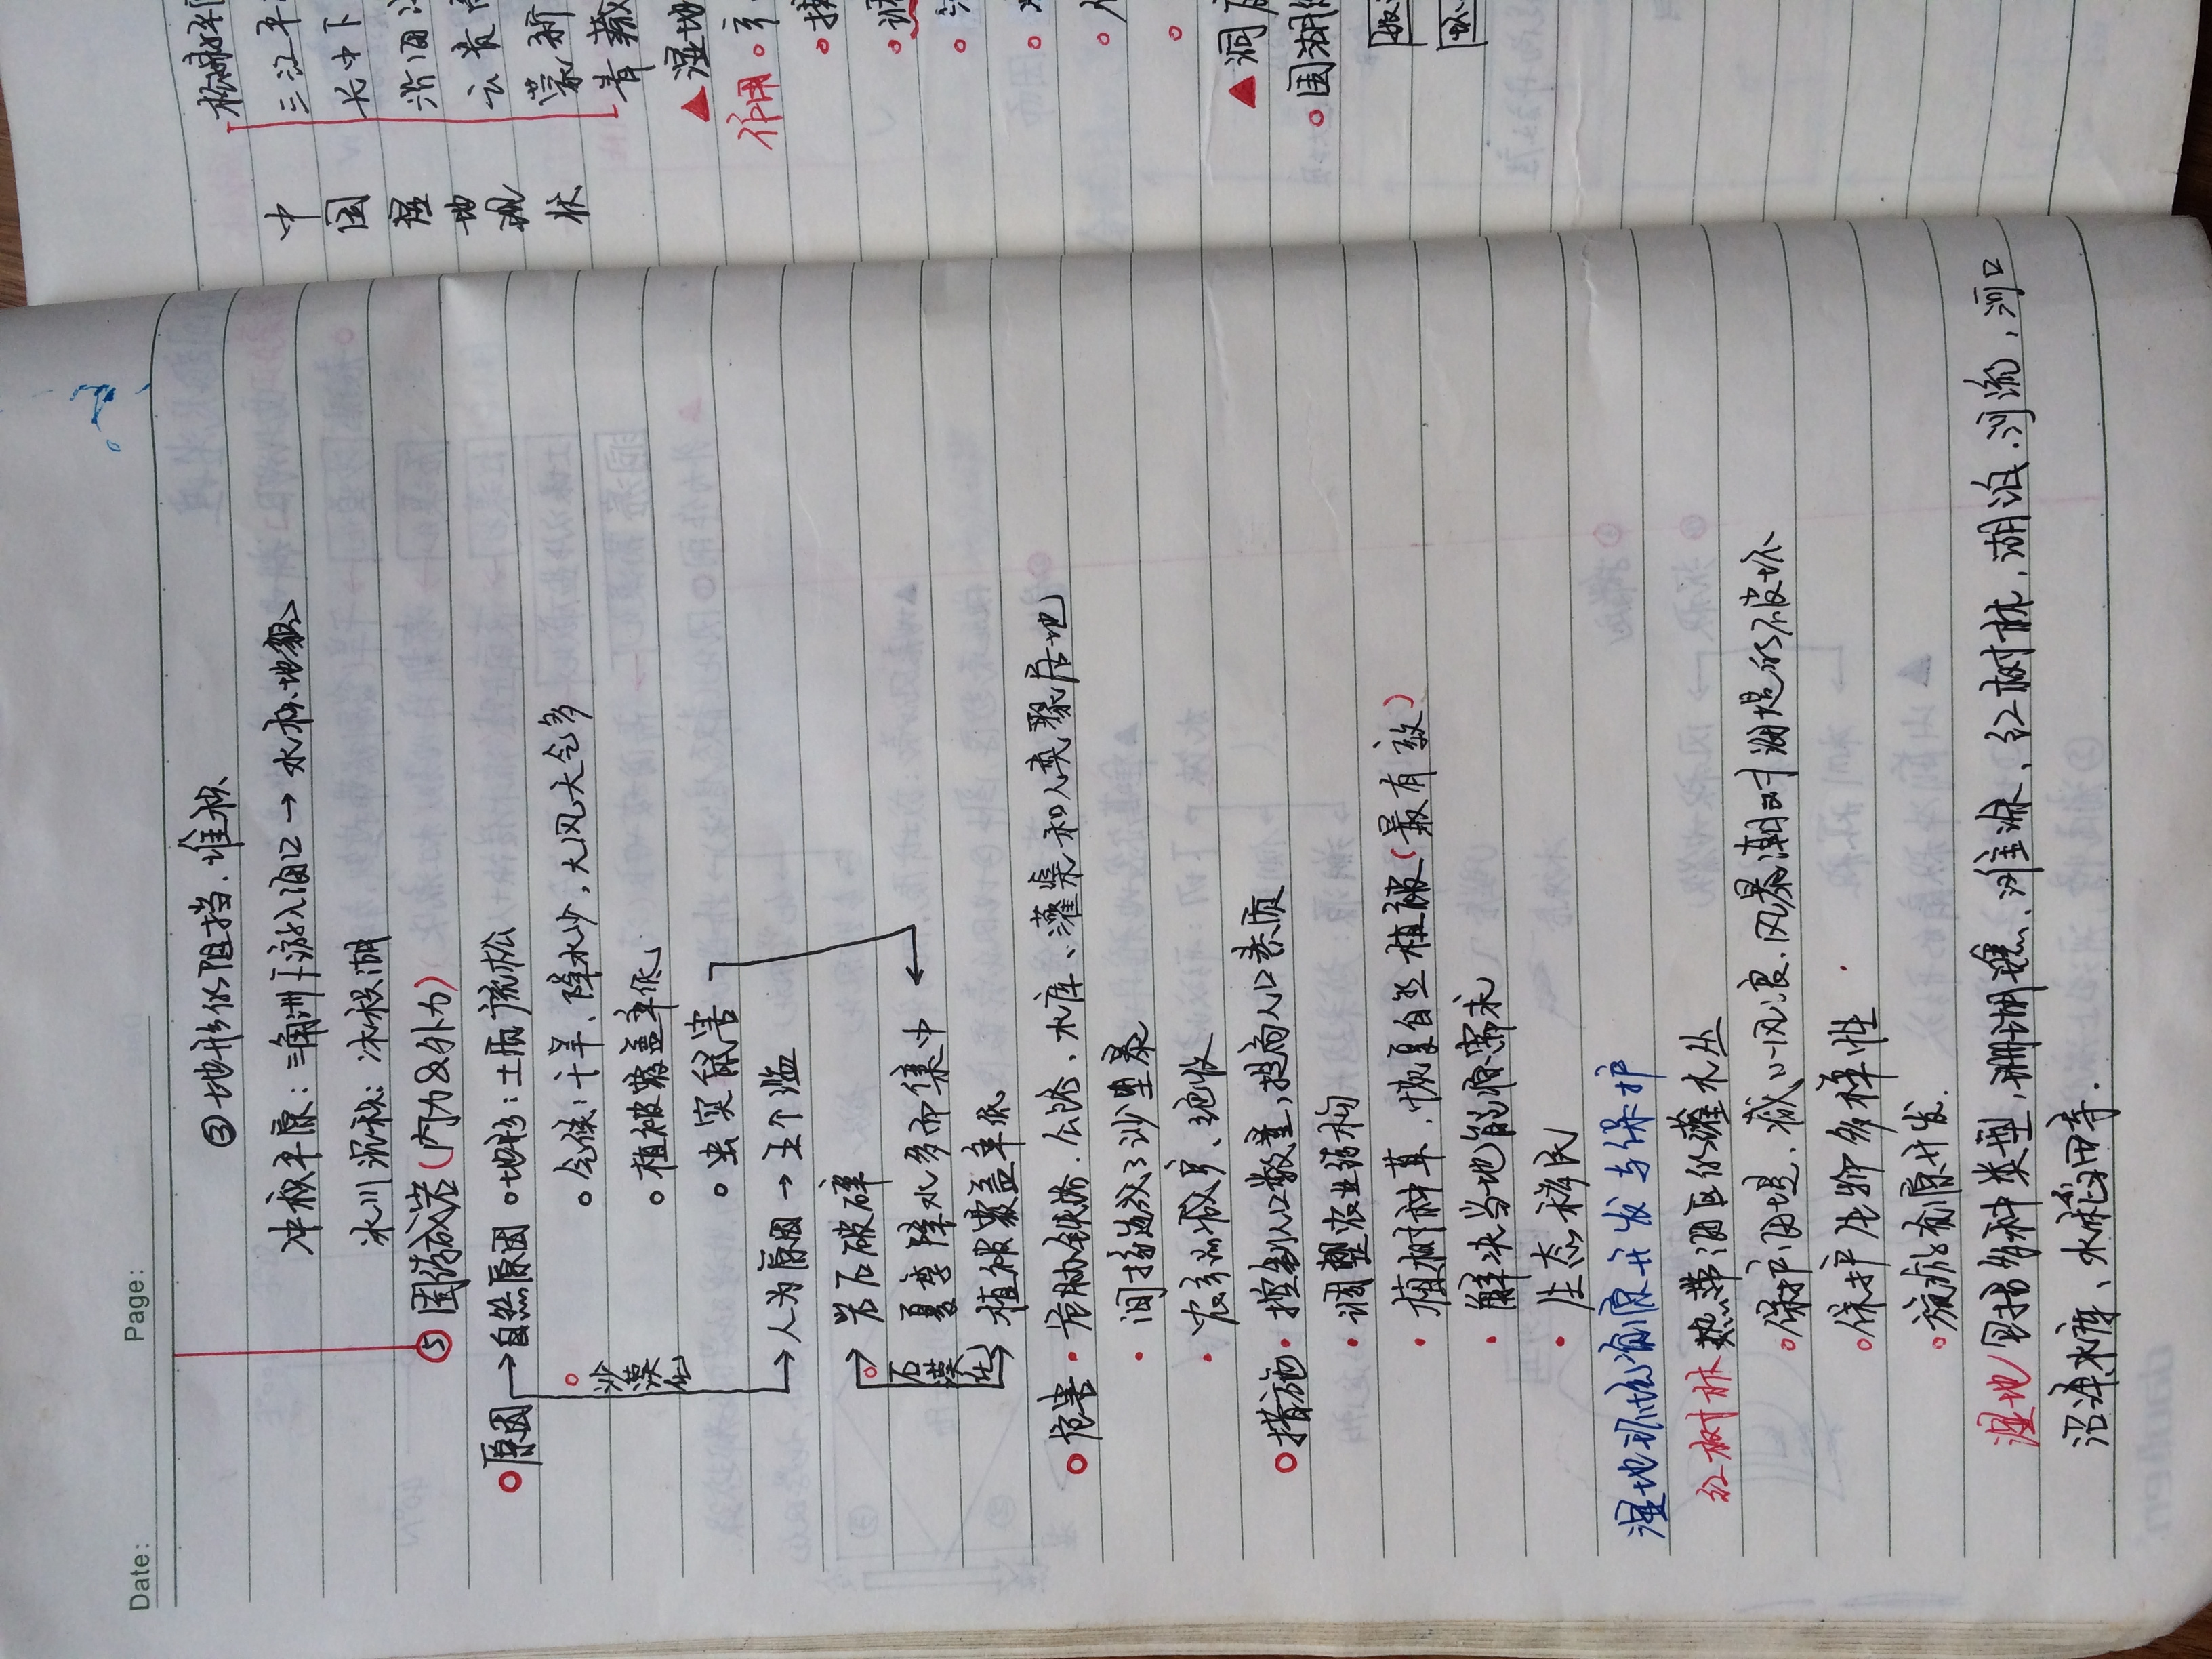 Date: Page:
③地形的阻挡.堆积
冲积平原:三角洲下游入海口→水积地貌
冰川沉积:冰积湖
⑤固结成岩(内力&外力)
原因→自然原因 地形:土质疏松
气候:干旱、降水少,大风天气多
沙漠化
植被覆盖率低
虫灾鼠害
→人为原因→五个滥
→岩石破碎
石漠化
夏季降水多而集中 ←
→植被覆盖率低
危害·危胁铁路.公路、水库、灌渠和人类聚居地
·间接造成了沙尘暴
·农产品减产、绝收
措施·控制人口数量,提高人口素质
·调整农业结构
·植树种草,恢复自然植被(最有效)
·解决当地能源需求
·生态移民
湿地环境资源开发与保护
红树林 热带海区的灌木丛
保护海堤、减小风浪.风暴潮对海堤的破坏
保护生物多样性
旅游资源开发.
湿地 包括多种类型,珊瑚礁、滩涂、红树林,湖泊.河流,河口
沼泽水库、水稻田等.
三江
长中下
沿海
云贵
蒙新
青藏
中国湿地现状
▲湿地
作用
▲洞庭
围湖